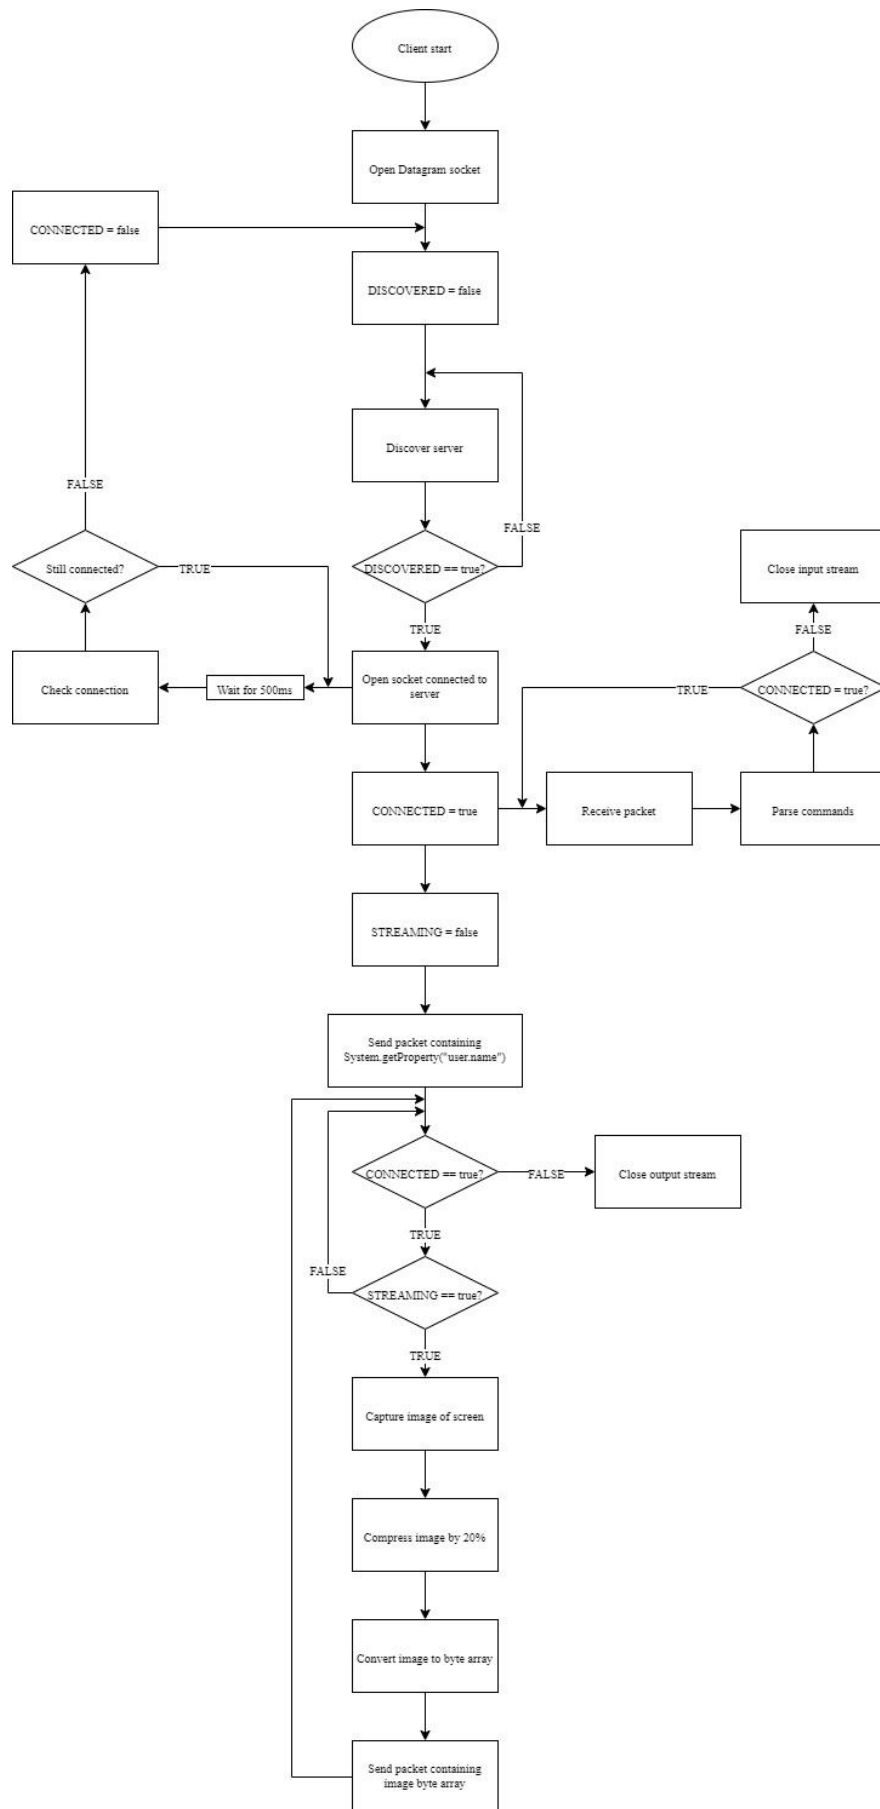 Client start
Open Datagram socket
CONNECTED = false
DISCOVERED = false
Discover server
FALSE
FALSE
DISCOVERED == true?
Still connected?
TRUE
Close input stream
TRUE
FALSE
Check connection
Wait for 500ms
Open socket connected to
server
TRUE
CONNECTED = true?
CONNECTED = true
Receive packet
Parse commands
STREAMING = false
Send packet containing
System.getProperty("user.name")
CONNECTED == true?
FALSE
Close output stream
TRUE
FALSE
STREAMING == true?
TRUE
Capture image of screen
Compress image by 20%
Convert image to byte array
Send packet containing
image byte array